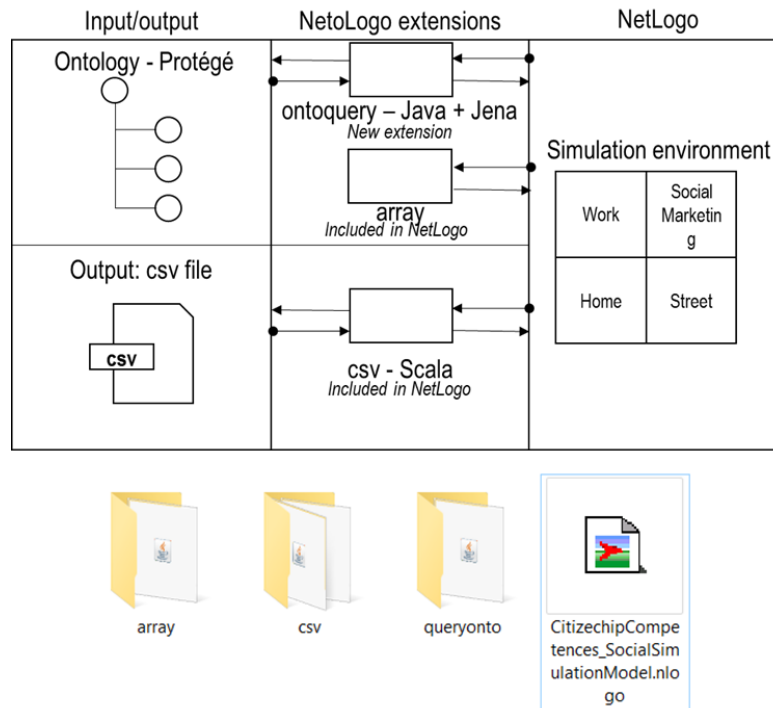 Input/output
NetoLogo extensions
NetLogo
Ontology - Protégé
ontoquery – Java + Jena
New extension
array
Included in NetLogo
Simulation environment
Work
Social
Marketin
g
Home
Street
Output: csv file
csv
csv - Scala
Included in NetLogo
array
csv
queryonto
CitizechipCompe
tences_SocialSim
ulationModel.nlo
go